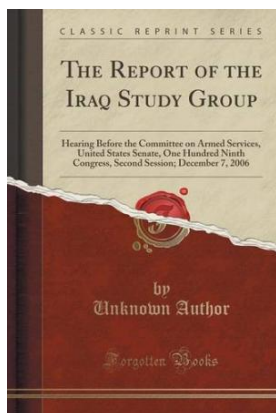 CLASSIC REPRINT SERIES
THE REPORT OF THE
IRAQ STUDY GROUP
Hearing Before the Committee on Armed Services,
United States Senate, One Hundred Ninth
Congress, Second Session; December 7, 2006
by
Unknown Author
Forgotten Books